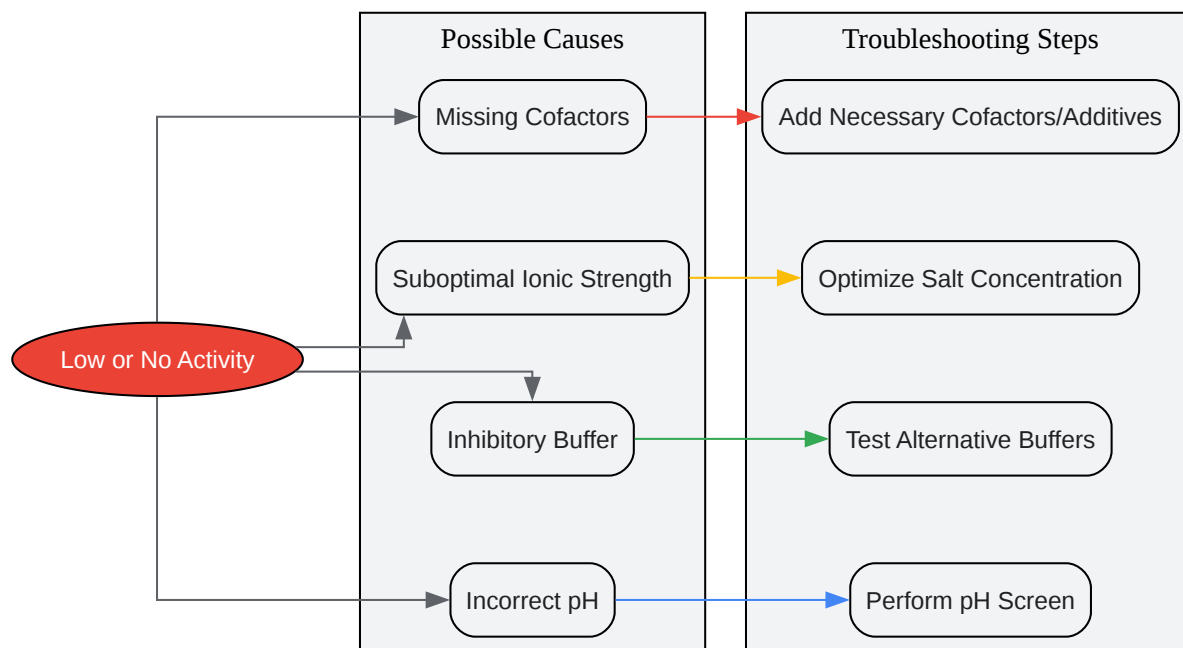 Possible Causes
Troubleshooting Steps
Missing Cofactors
Add Necessary Cofactors/Additives
Suboptimal Ionic Strength
Optimize Salt Concentration
Low or No Activity
Inhibitory Buffer
Test Alternative Buffers
Incorrect pH
Perform pH Screen